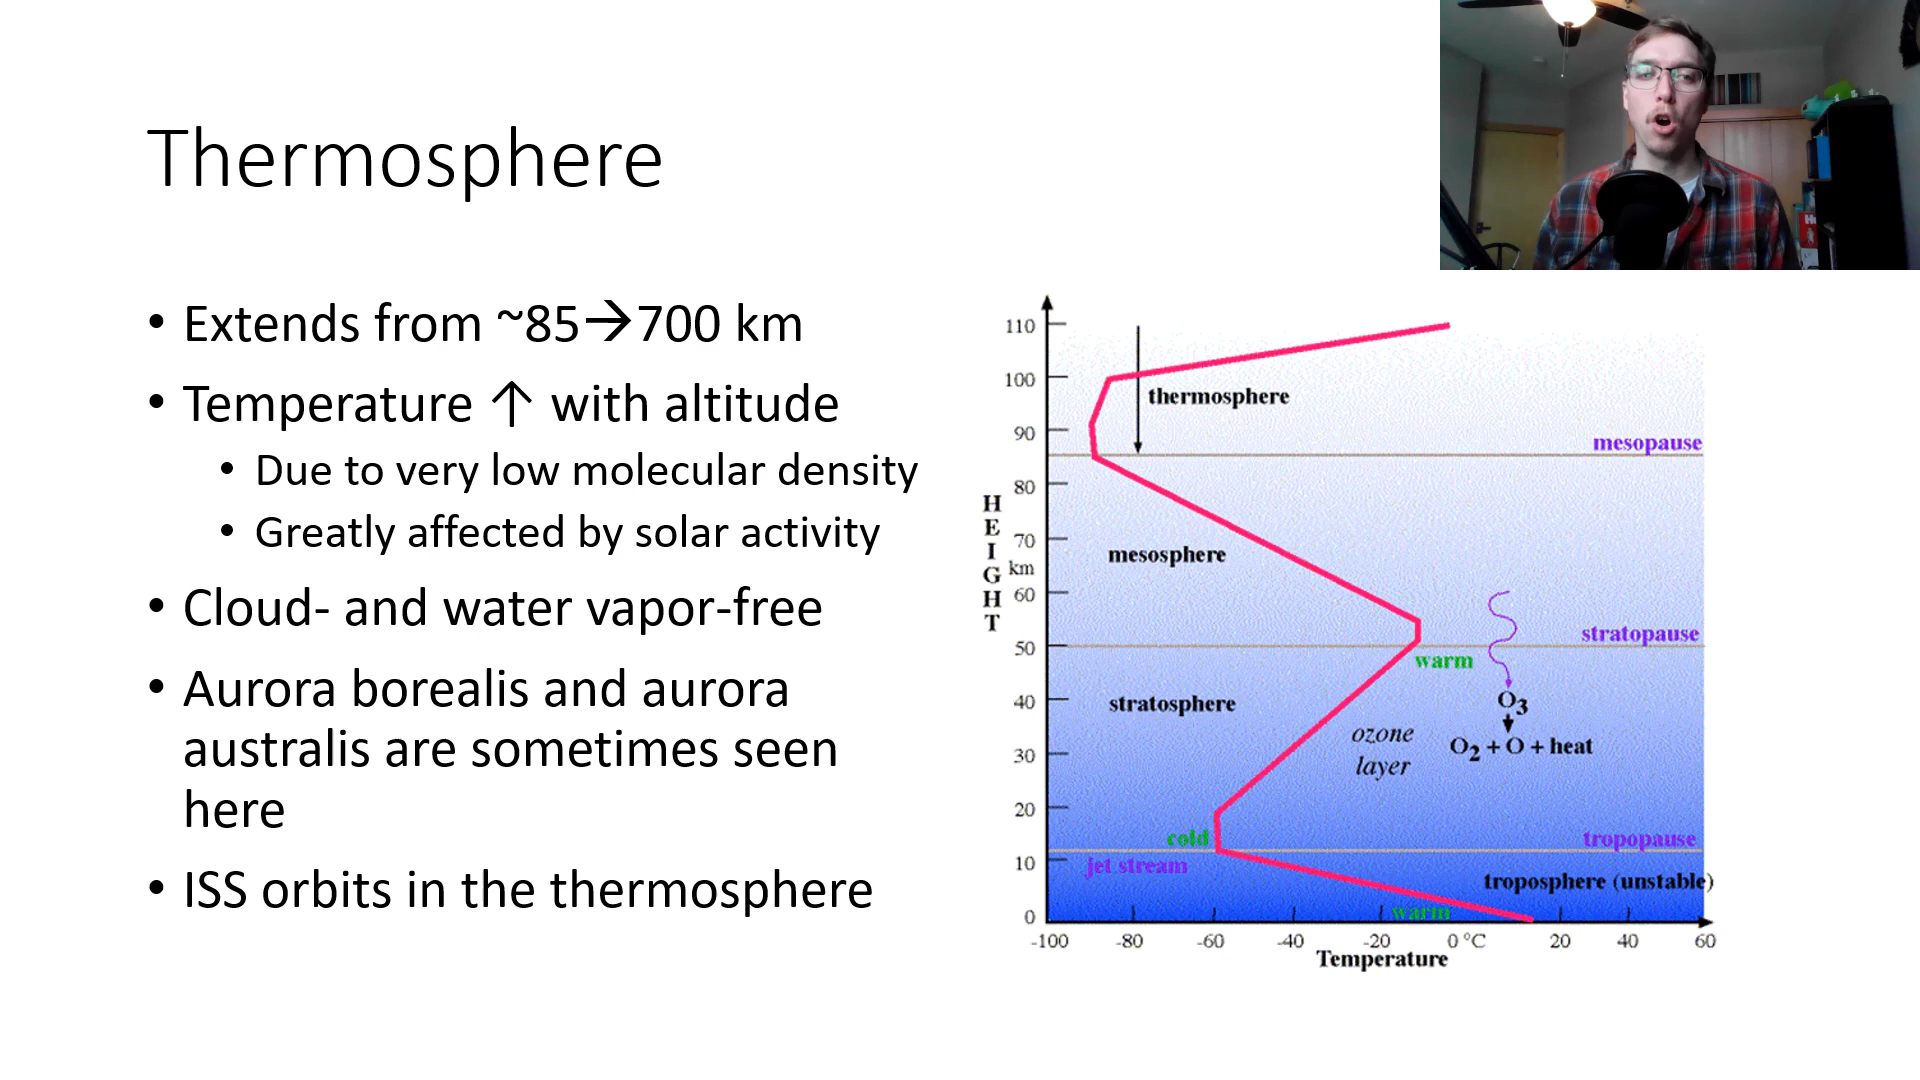 Thermosphere
• Extends from ~85→700 km
• Temperature ↑ with altitude
• Due to very low molecular density
• Greatly affected by solar activity
• Cloud- and water vapor-free
• Aurora borealis and aurora
australis are sometimes seen
here
• ISS orbits in the thermosphere
HEIGHT
km
110
100
90
80
70
60
50
40
30
20
10
0
thermosphere
mesopause
mesosphere
stratopause
warm
stratosphere
O3
ozone
layer
O2 + O + heat
cold
tropopause
jet stream
troposphere (unstable)
warm
-100 -80 -60 -40 -20 0 °C 20 40 60
Temperature